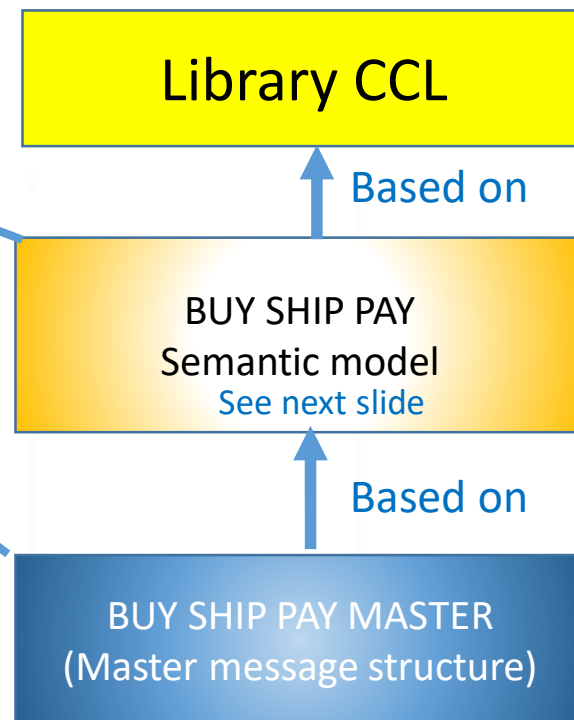 Library CCL
Based on
BUY SHIP PAY
Semantic model
See next slide
Based on
BUY SHIP PAY MASTER
(Master message structure)